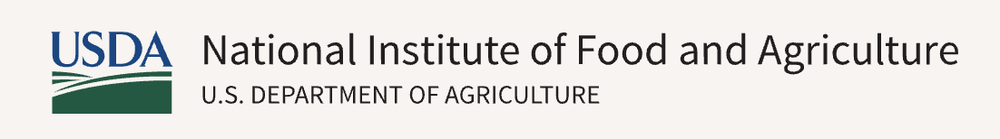 USDA
National Institute of Food and Agriculture
U.S. DEPARTMENT OF AGRICULTURE